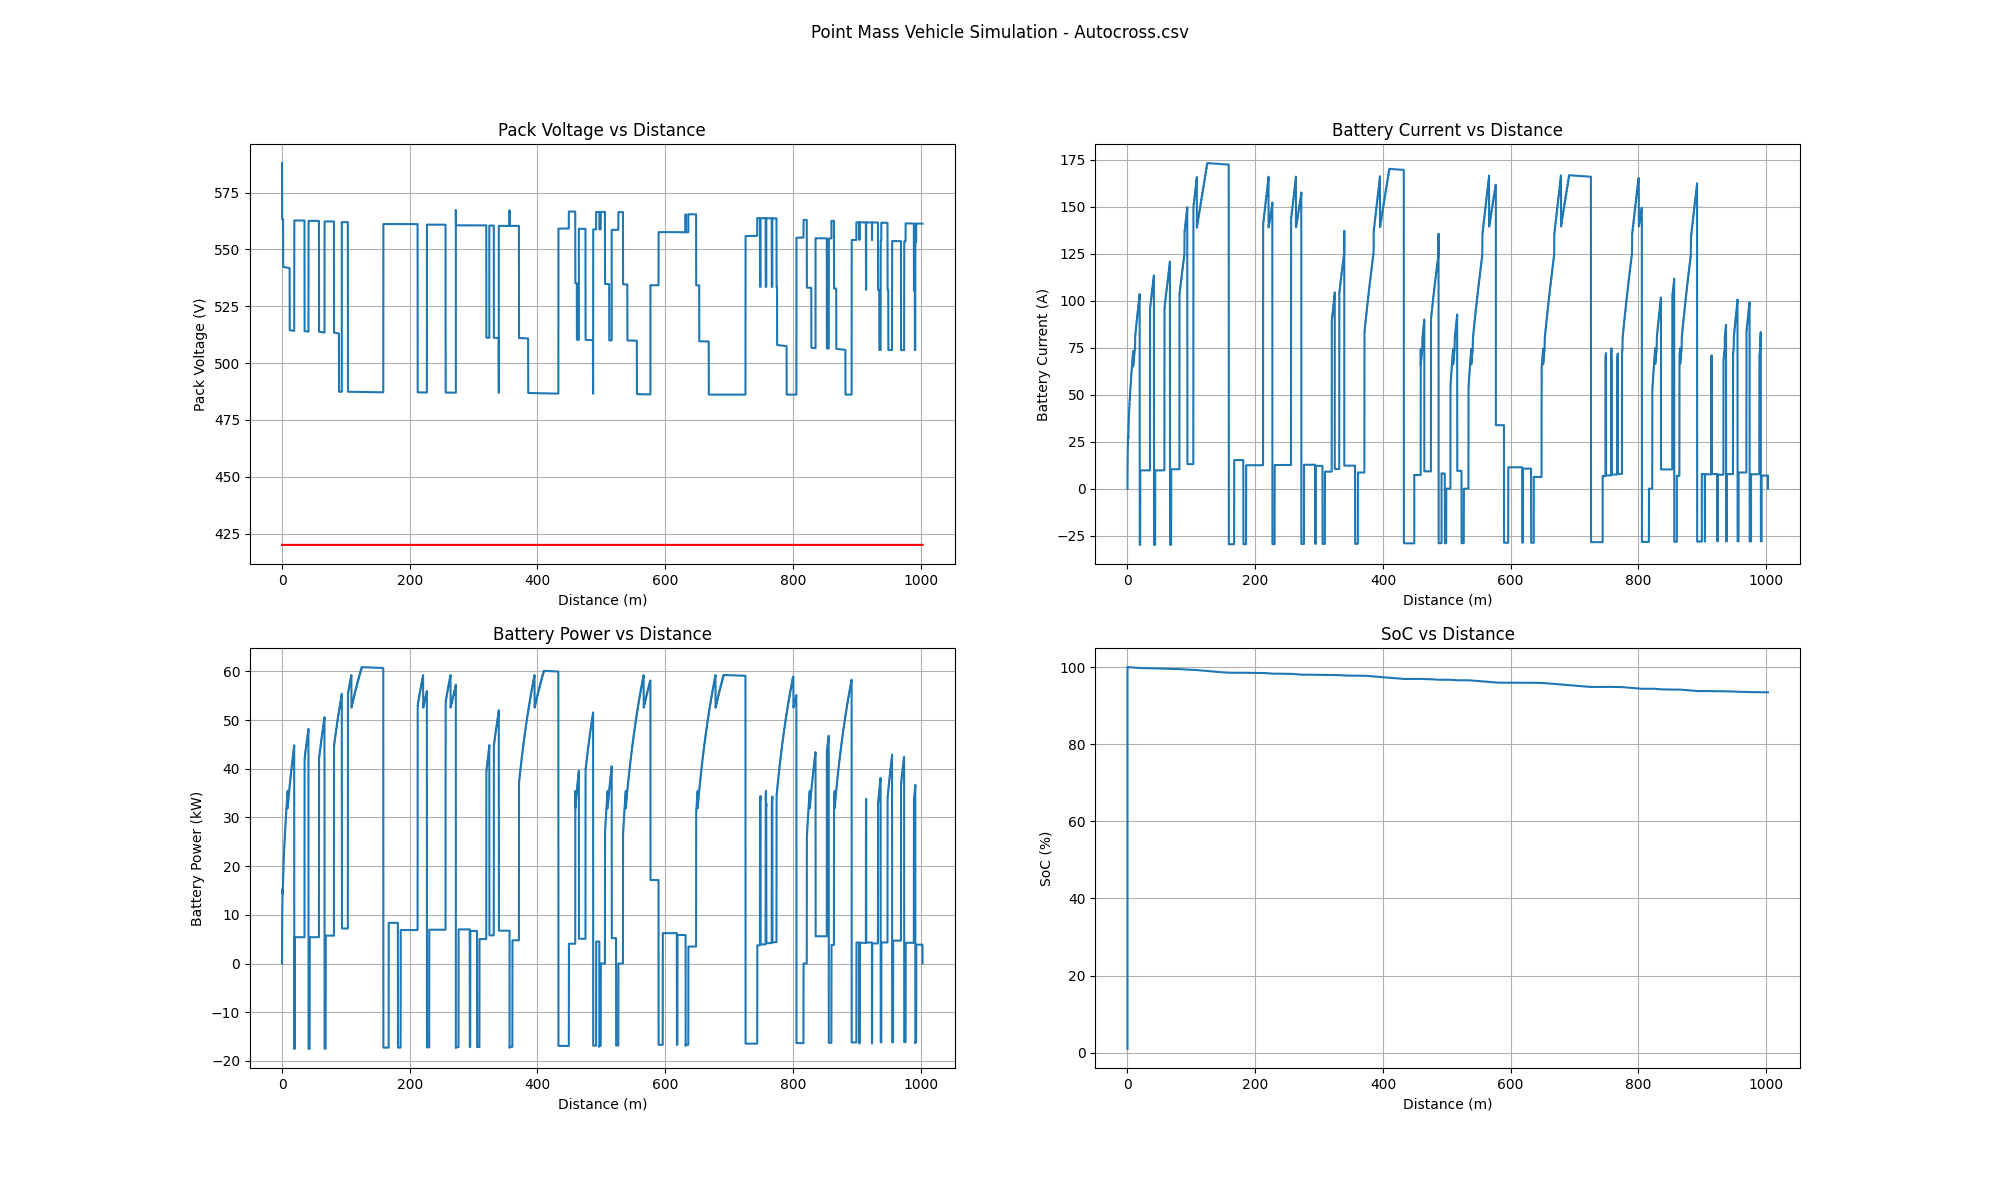 Point Mass Vehicle Simulation - Autocross.csv
Pack Voltage vs Distance
Pack Voltage (V)
575
550
525
500
475
450
425
0 200 400 600 800 1000
Distance (m)
Battery Current vs Distance
Battery Current (A)
175
150
125
100
75
50
25
0
−25
0 200 400 600 800 1000
Distance (m)
Battery Power vs Distance
Battery Power (kW)
60
50
40
30
20
10
0
−10
−20
0 200 400 600 800 1000
Distance (m)
SoC vs Distance
SoC (%)
100
80
60
40
20
0
0 200 400 600 800 1000
Distance (m)